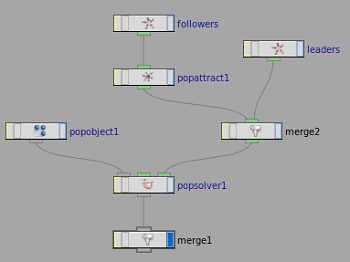 followers
leaders
popattract1
popobject1
merge2
popsolver1
merge1